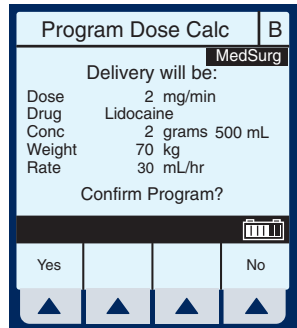 Program Dose Calc B
MedSurg
Delivery will be:
Dose 2 mg/min
Drug Lidocaine
Conc 2 grams 500 mL
Weight 70 kg
Rate 30 mL/hr
Confirm Program?
Yes No